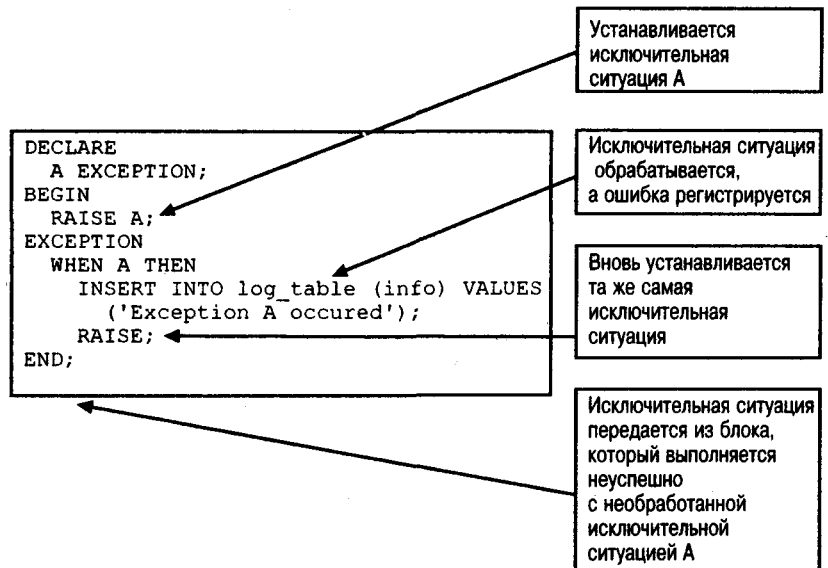 Устанавливается
исключительная
ситуация А
DECLARE
A EXCEPTION;
BEGIN
RAISE A;
EXCEPTION
WHEN A THEN
INSERT INTO log_table (info) VALUES
('Exception A occured');
RAISE;
END;
Исключительная ситуация
обрабатывается,
а ошибка регистрируется
Вновь устанавливается
та же самая
исключительная
ситуация
Исключительная ситуация
передается из блока,
который выполняется
неуспешно
с необработанной
исключительной
ситуацией А